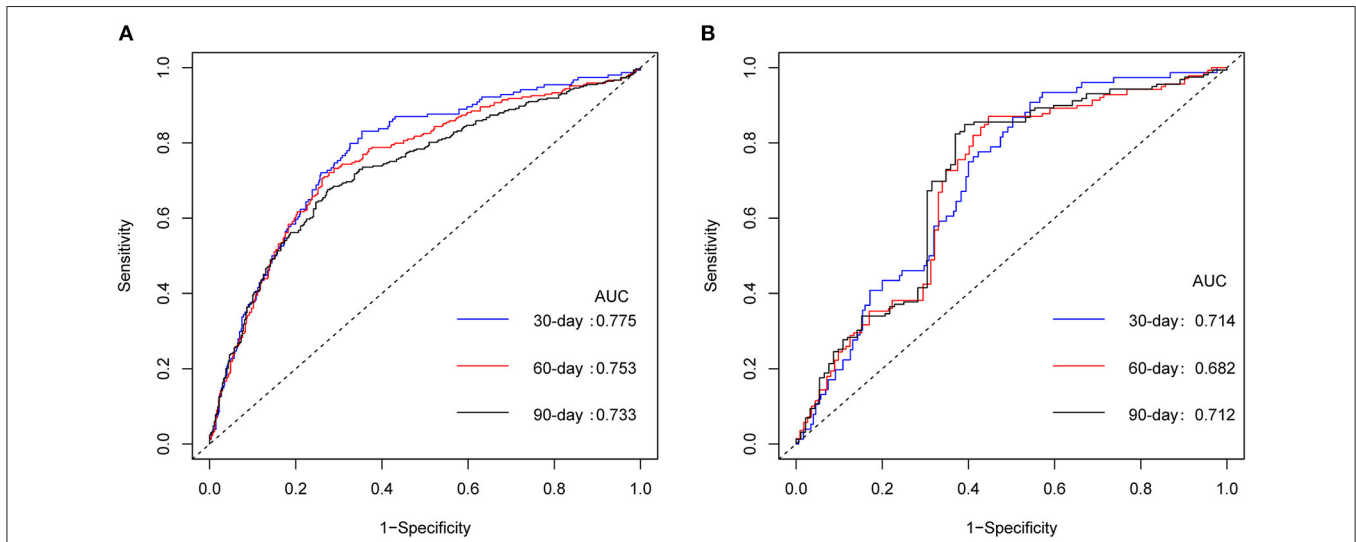 A
B
1.0
0.8
0.6
0.4
0.2
0.0
Sensitivity
AUC
30-day :0.775
60-day :0.753
90-day :0.733
0.0 0.2 0.4 0.6 0.8 1.0
1−Specificity
1.0
0.8
0.6
0.4
0.2
0.0
Sensitivity
AUC
30-day: 0.714
60-day: 0.682
90-day: 0.712
0.0 0.2 0.4 0.6 0.8 1.0
1−Specificity